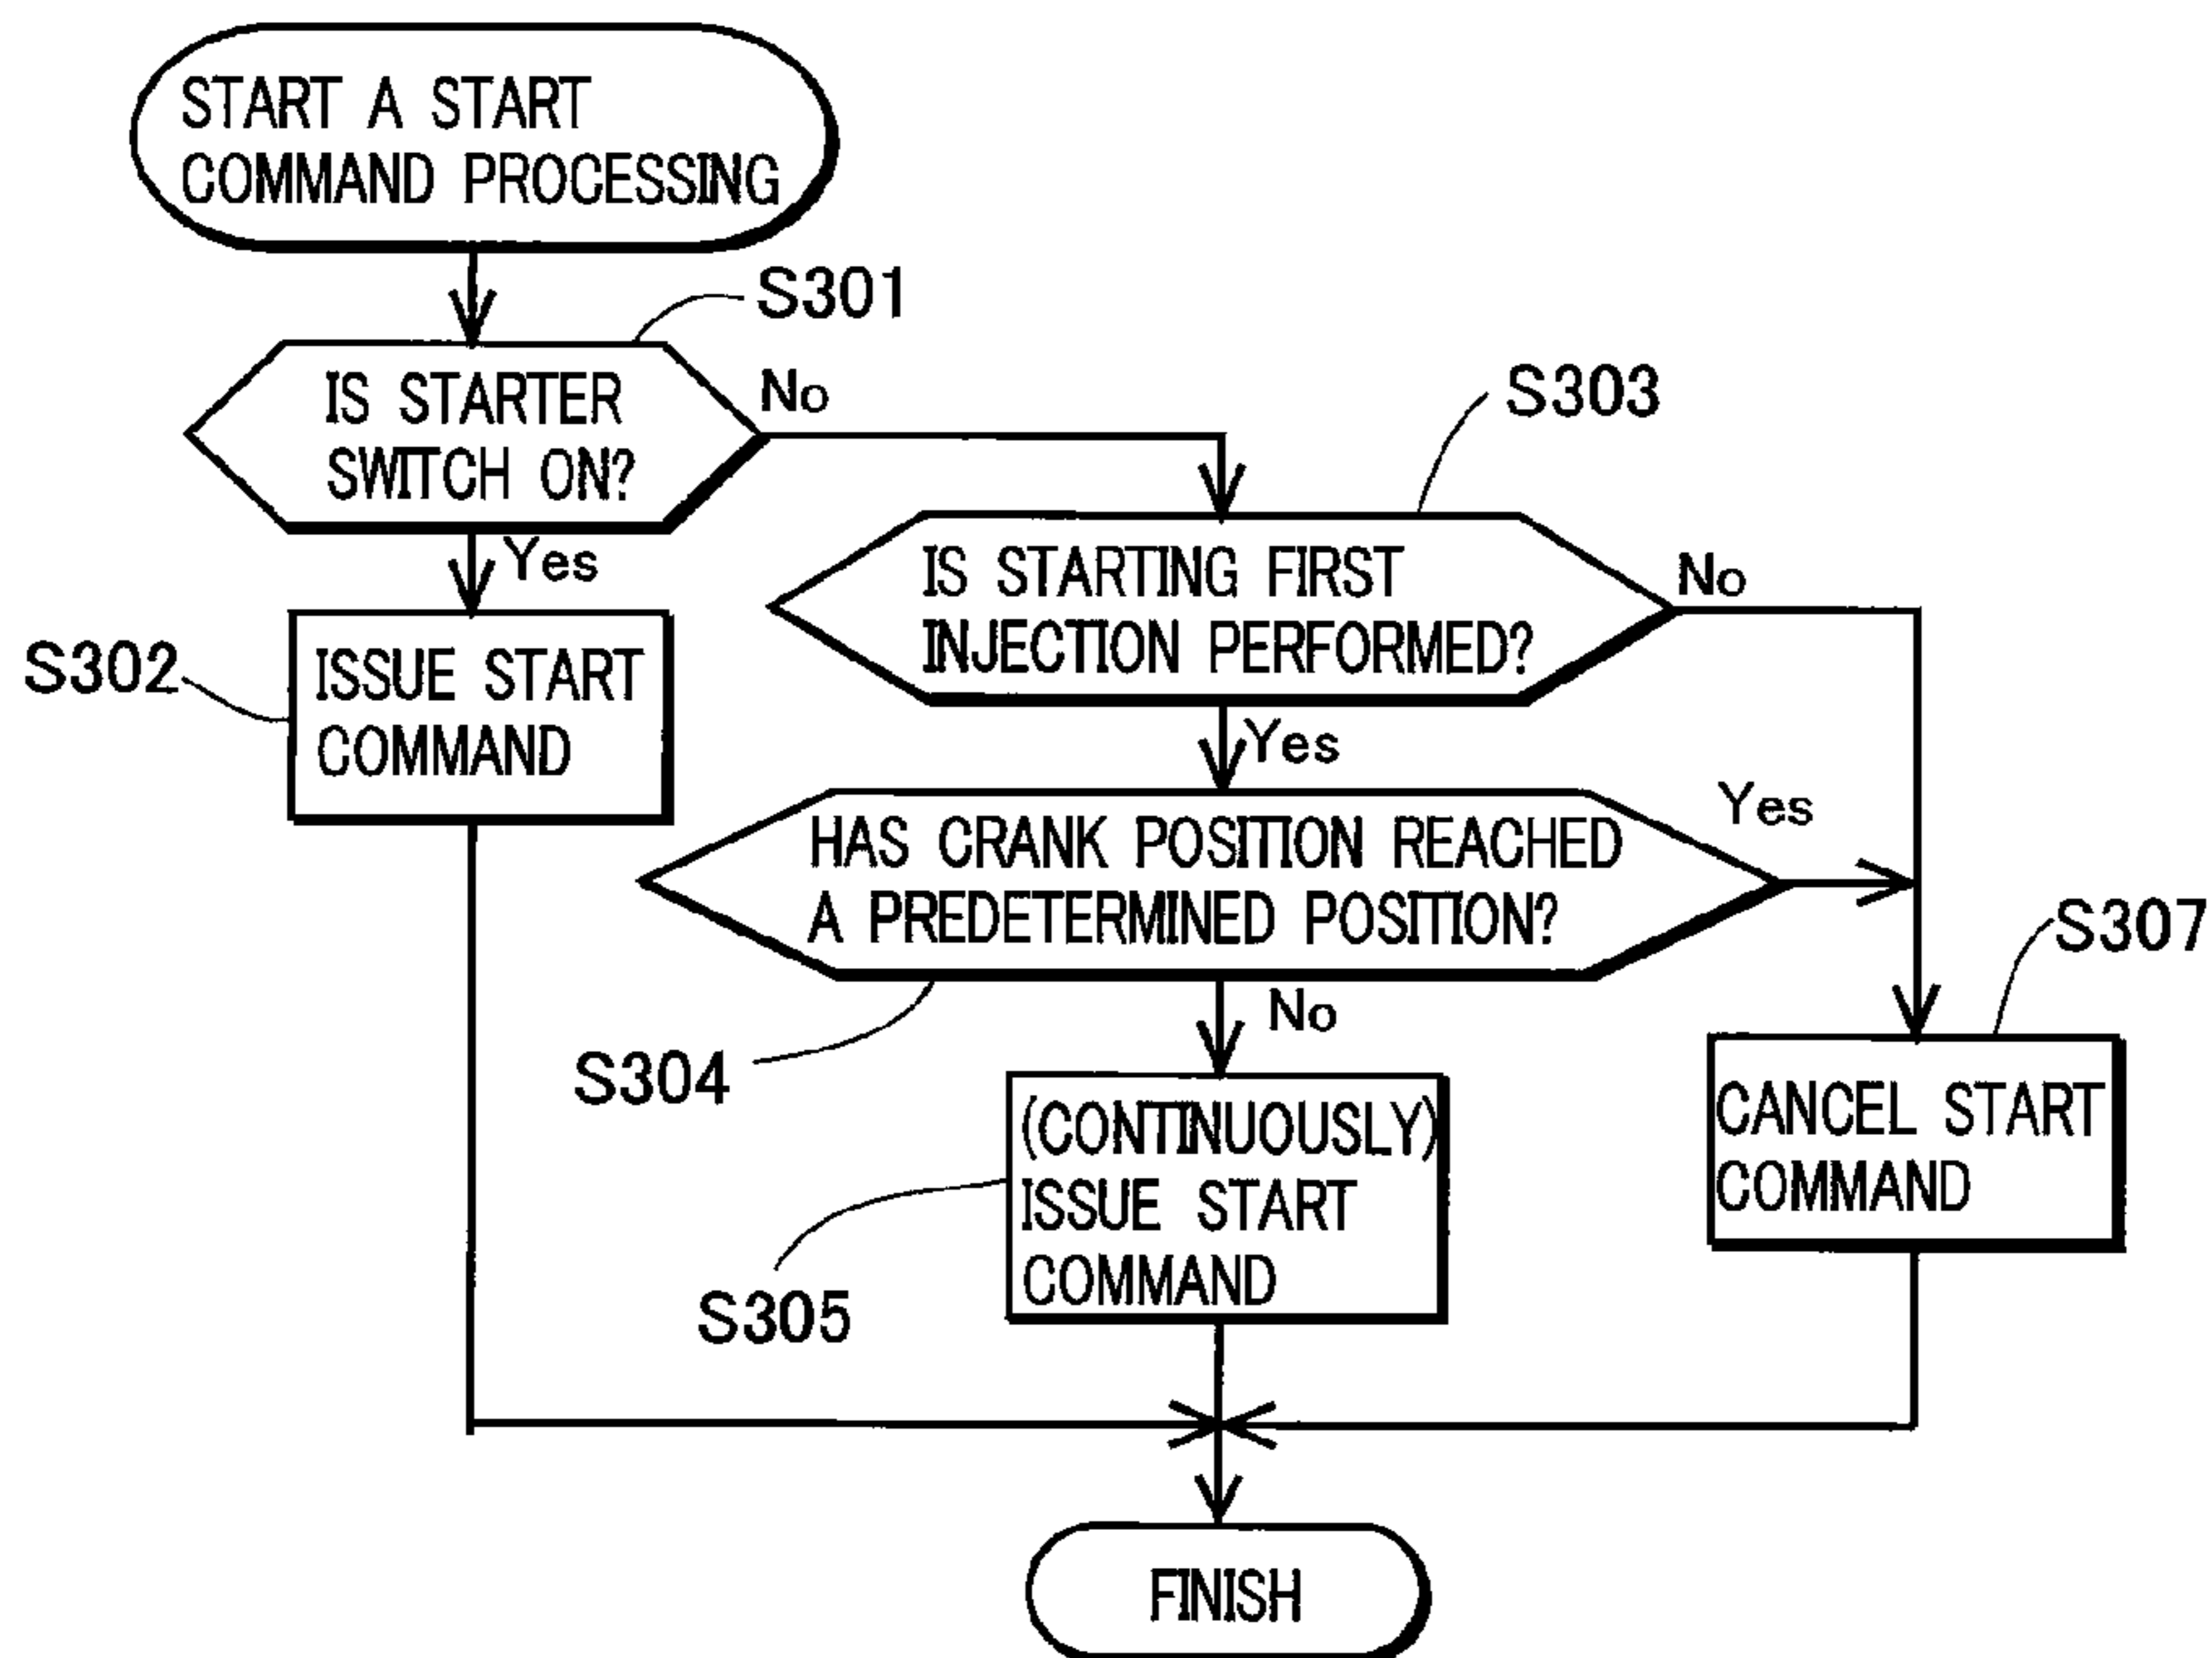 START A START
COMMAND PROCESSING
S301
IS STARTER
SWITCH ON?
No
Yes
S302
ISSUE START
COMMAND
S303
IS STARTING FIRST
INJECTION PERFORMED?
No
Yes
HAS CRANK POSITION REACHED
A PREDETERMINED POSITION?
Yes
No
S304
S307
(CONTINUOUSLY)
ISSUE START
COMMAND
S305
CANCEL START
COMMAND
FINISH